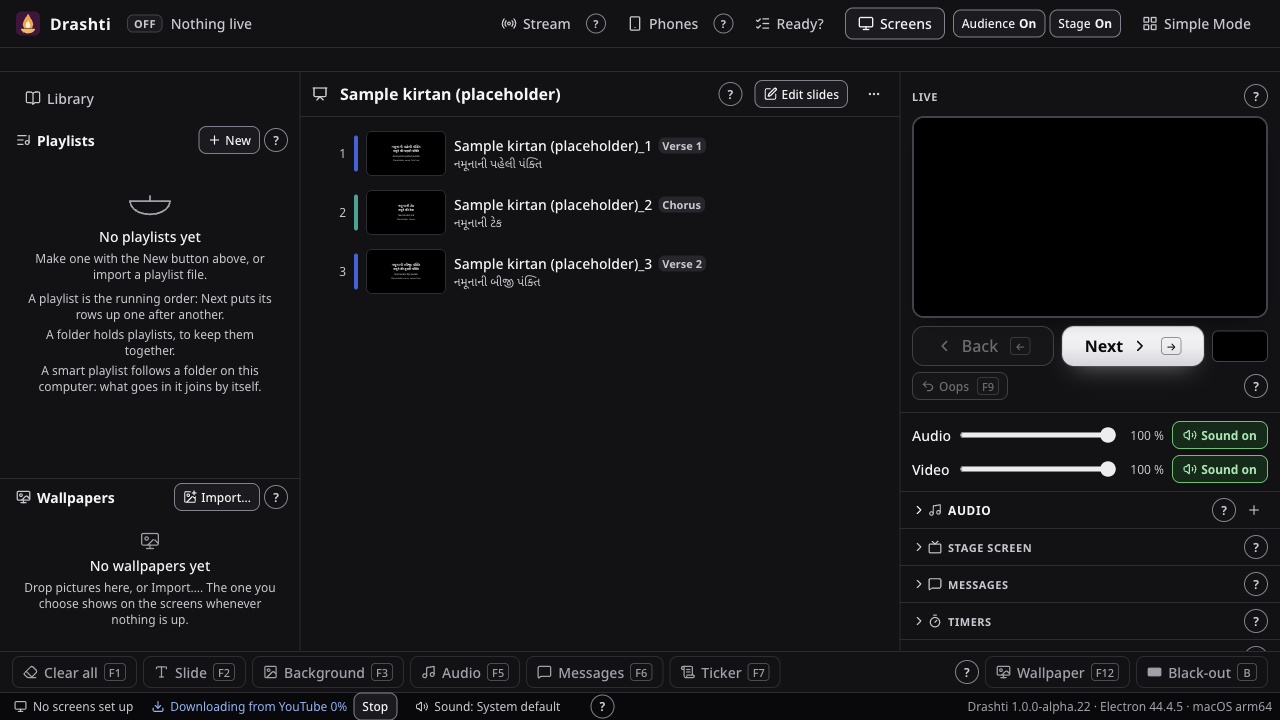 Drashti OFF Nothing live Stream ? Phones ? Ready? Screens Audience On Stage On Simple Mode
Library
Playlists New ?
No playlists yet
Make one with the New button above, or
import a playlist file.
A playlist is the running order: Next puts its
rows up one after another.
A folder holds playlists, to keep them
together.
A smart playlist follows a folder on this
computer: what goes in it joins by itself.
Wallpapers Import... ?
No wallpapers yet
Drop pictures here, or Import.... The one you
choose shows on the screens whenever
nothing is up.
Sample kirtan (placeholder) ? Edit slides ...
1 Sample kirtan (placeholder)_1 Verse 1
નમૂનાની પહેલી પંક્તિ
2 Sample kirtan (placeholder)_2 Chorus
નમૂનાની ટેક
3 Sample kirtan (placeholder)_3 Verse 2
નમૂનાની બીજી પંક્તિ
LIVE ?
Back ← Next →
Oops F9 ?
Audio 100 % Sound on
Video 100 % Sound on
AUDIO ? +
STAGE SCREEN ?
MESSAGES ?
TIMERS ?
Clear all F1 Slide F2 Background F3 Audio F5 Messages F6 Ticker F7 ? Wallpaper F12 Black-out B
No screens set up Downloading from YouTube 0% Stop Sound: System default ? Drashti 1.0.0-alpha.22 · Electron 44.4.5 · macOS arm64